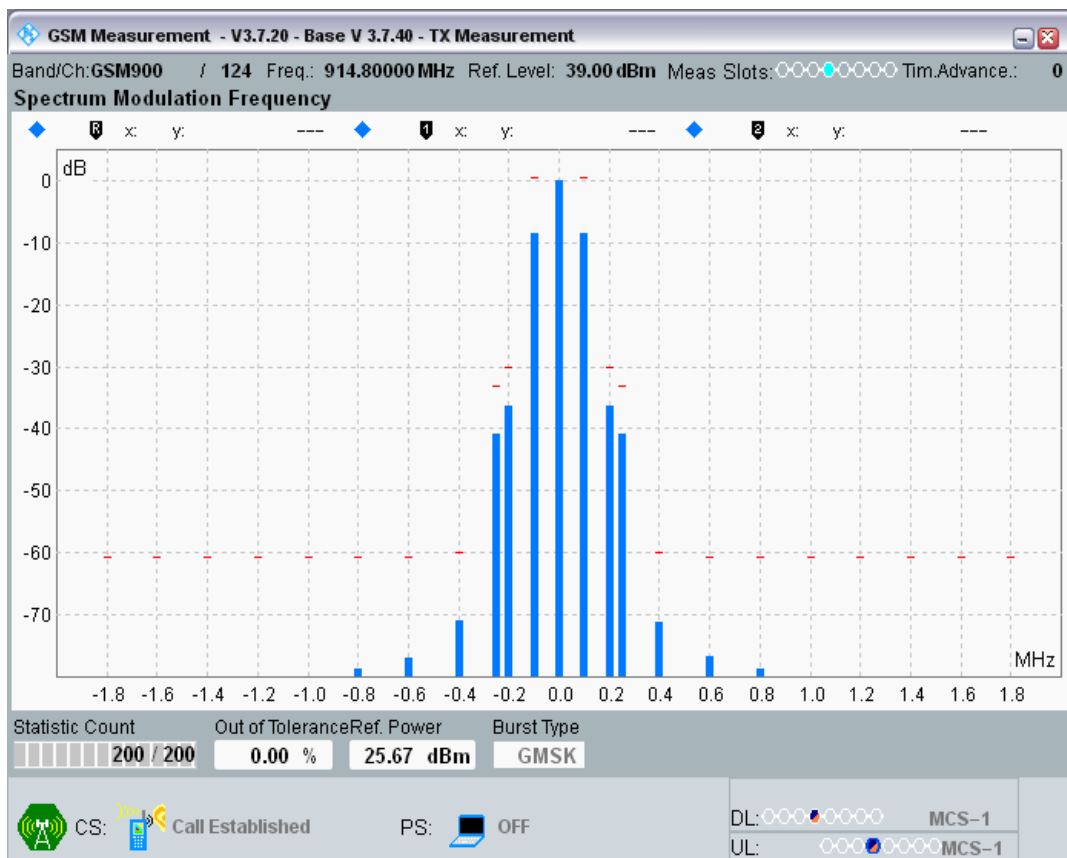 GSM Measurement - V3.7.20 - Base V 3.7.40 - TX Measurement
Band/Ch:GSM900 / 124 Freq.: 914.80000 MHz Ref. Level: 39.00 dBm Meas Slots: Tim.Advance.: 0
Spectrum Modulation Frequency
R x: y: --- 1 x: y: --- 2 x: y: ---
dB
0
-10
-20
-30
-40
-50
-60
-70
MHz
-1.8 -1.6 -1.4 -1.2 -1.0 -0.8 -0.6 -0.4 -0.2 0.0 0.2 0.4 0.6 0.8 1.0 1.2 1.4 1.6 1.8
Statistic Count Out of Tolerance Ref. Power Burst Type
200 / 200 0.00 % 25.67 dBm GMSK
CS: Call Established PS: OFF
DL: MCS-1
UL: MCS-1